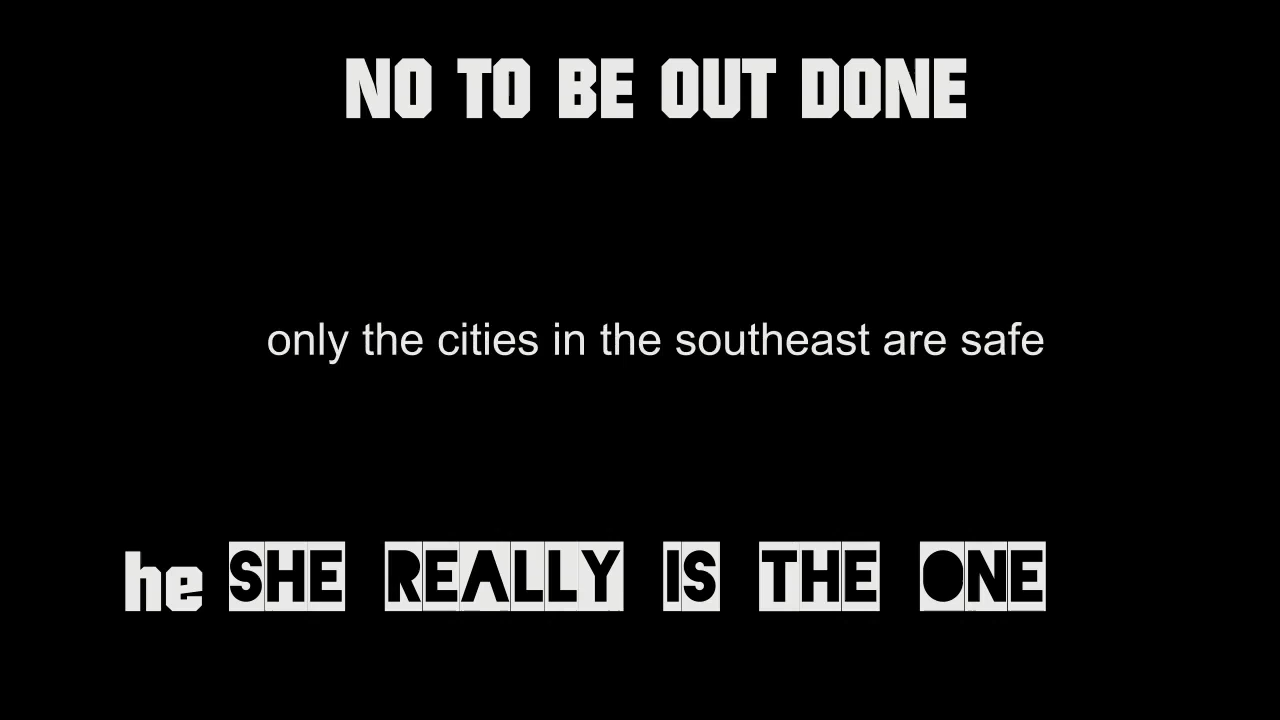 NO TO BE OUT DONE
only the cities in the southeast are safe
he SHE REALLY IS THE ONE